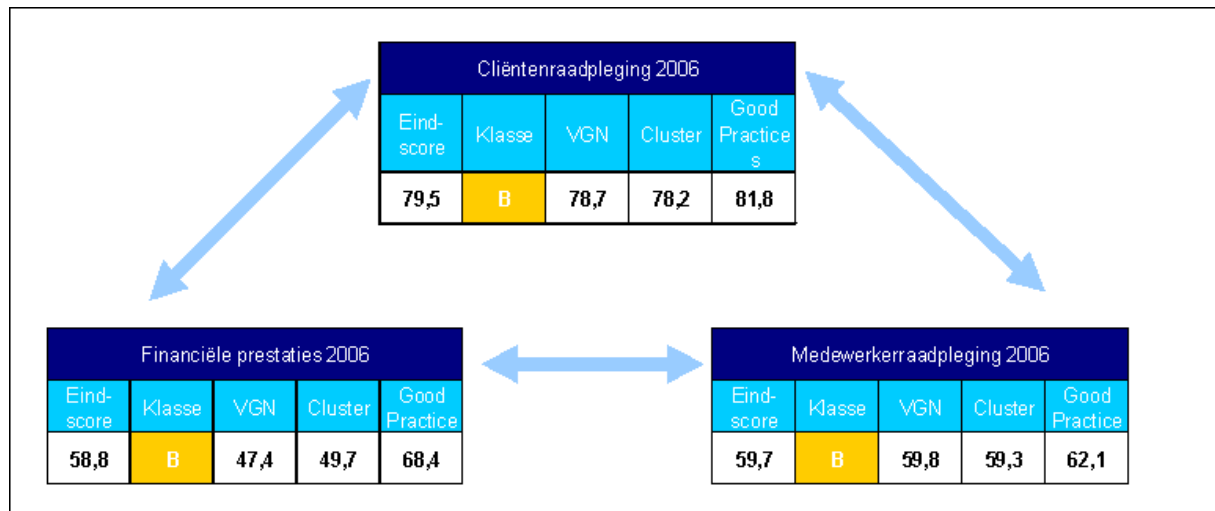 Cliëntenraadpleging 2006
Eind-
score
Klasse
VGN
Cluster
Good
Practice
s
79,5
B
78,7
78,2
81,8
Financiële prestaties 2006
Eind-
score
Klasse
VGN
Cluster
Good
Practice
58,8
B
47,4
49,7
68,4
Medewerkerraadpleging 2006
Eind-
score
Klasse
VGN
Cluster
Good
Practice
59,7
B
59,8
59,3
62,1